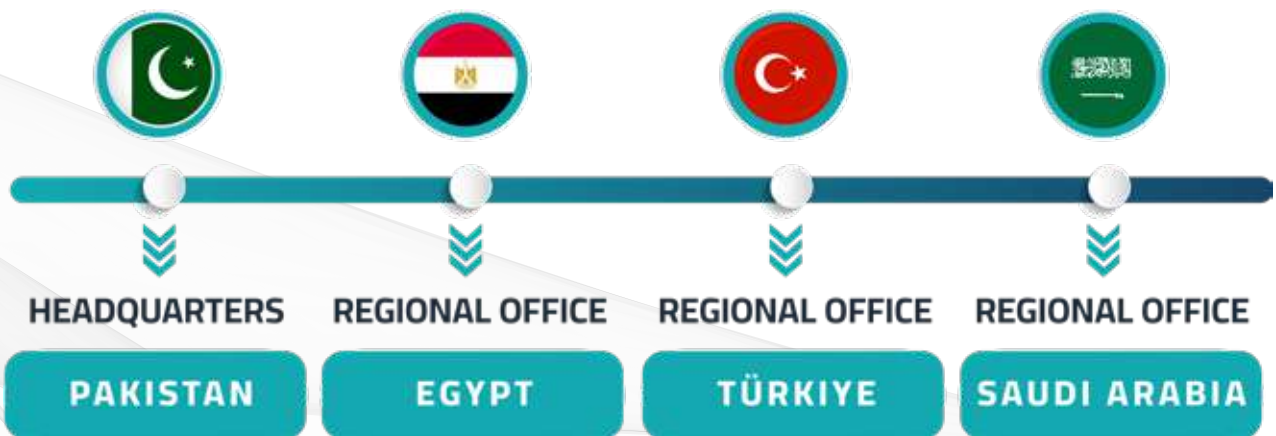 HEADQUARTERS
PAKISTAN
REGIONAL OFFICE
EGYPT
REGIONAL OFFICE
TÜRKIYE
REGIONAL OFFICE
SAUDI ARABIA